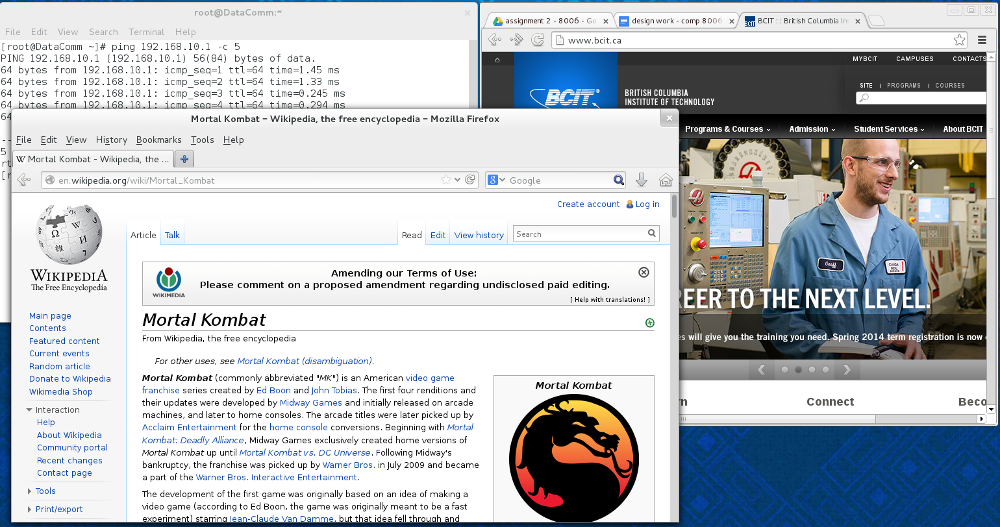 root@DataComm:~
File Edit View Search Terminal Help
[root@DataComm ~]# ping 192.168.10.1 -c 5
PING 192.168.10.1 (192.168.10.1) 56(84) bytes of data.
64 bytes from 192.168.10.1: icmp_seq=1 ttl=64 time=1.45 ms
64 bytes from 192.168.10.1: icmp_seq=2 ttl=64 time=1.33 ms
64 bytes from 192.168.10.1: icmp_seq=3 ttl=64 time=0.245 ms
64 bytes from 192.168.10.1: icmp_seq=4 ttl=64 time=0.294 ms
64
--
5
[r
assignment 2 - 8006 - Go
design work - comp 8006
BCIT : : British Columbia Ins
www.bcit.ca
MYBCIT CAMPUSES CONTACTS
BCIT
BRITISH COLUMBIA
INSTITUTE OF TECHNOLOGY
SITE | PROGRAMS | COURSES
Programs & Courses Admission Student Services About BCIT
Geoff
REER TO THE NEXT LEVEL.
es will give you the training you need. Spring 2014 term registration is now
rn Connect Beco
Mortal Kombat - Wikipedia, the free encyclopedia - Mozilla Firefox
File Edit View History Bookmarks Tools Help
W Mortal Kombat - Wikipedia, the ...
en.wikipedia.org/wiki/Mortal_Kombat
Google
Create account Log in
WIKIPEDIA
The Free Encyclopedia
Article Talk Read Edit View history Search
WIKIMEDIA
Amending our Terms of Use:
Please comment on a proposed amendment regarding undisclosed paid editing.
[ Help with translations! ]
Main page
Contents
Featured content
Current events
Random article
Donate to Wikipedia
Wikimedia Shop
Interaction
Help
About Wikipedia
Community portal
Recent changes
Contact page
Tools
Print/export
Mortal Kombat
From Wikipedia, the free encyclopedia
For other uses, see Mortal Kombat (disambiguation).
Mortal Kombat (commonly abbreviated "MK") is an American video game
franchise series created by Ed Boon and John Tobias. The first four renditions and
their updates were developed by Midway Games and initially released on arcade
machines, and later to home consoles. The arcade titles were later picked up by
Acclaim Entertainment for the home console conversions. Beginning with Mortal
Kombat: Deadly Alliance, Midway Games exclusively created home versions of
Mortal Kombat up until Mortal Kombat vs. DC Universe. Following Midway's
bankruptcy, the franchise was picked up by Warner Bros. in July 2009 and became
a part of the Warner Bros. Interactive Entertainment.
The development of the first game was originally based on an idea of making a
video game (according to Ed Boon, the game was originally meant to be a fast
experiment) starring Jean-Claude Van Damme, but that idea fell through and
Mortal Kombat